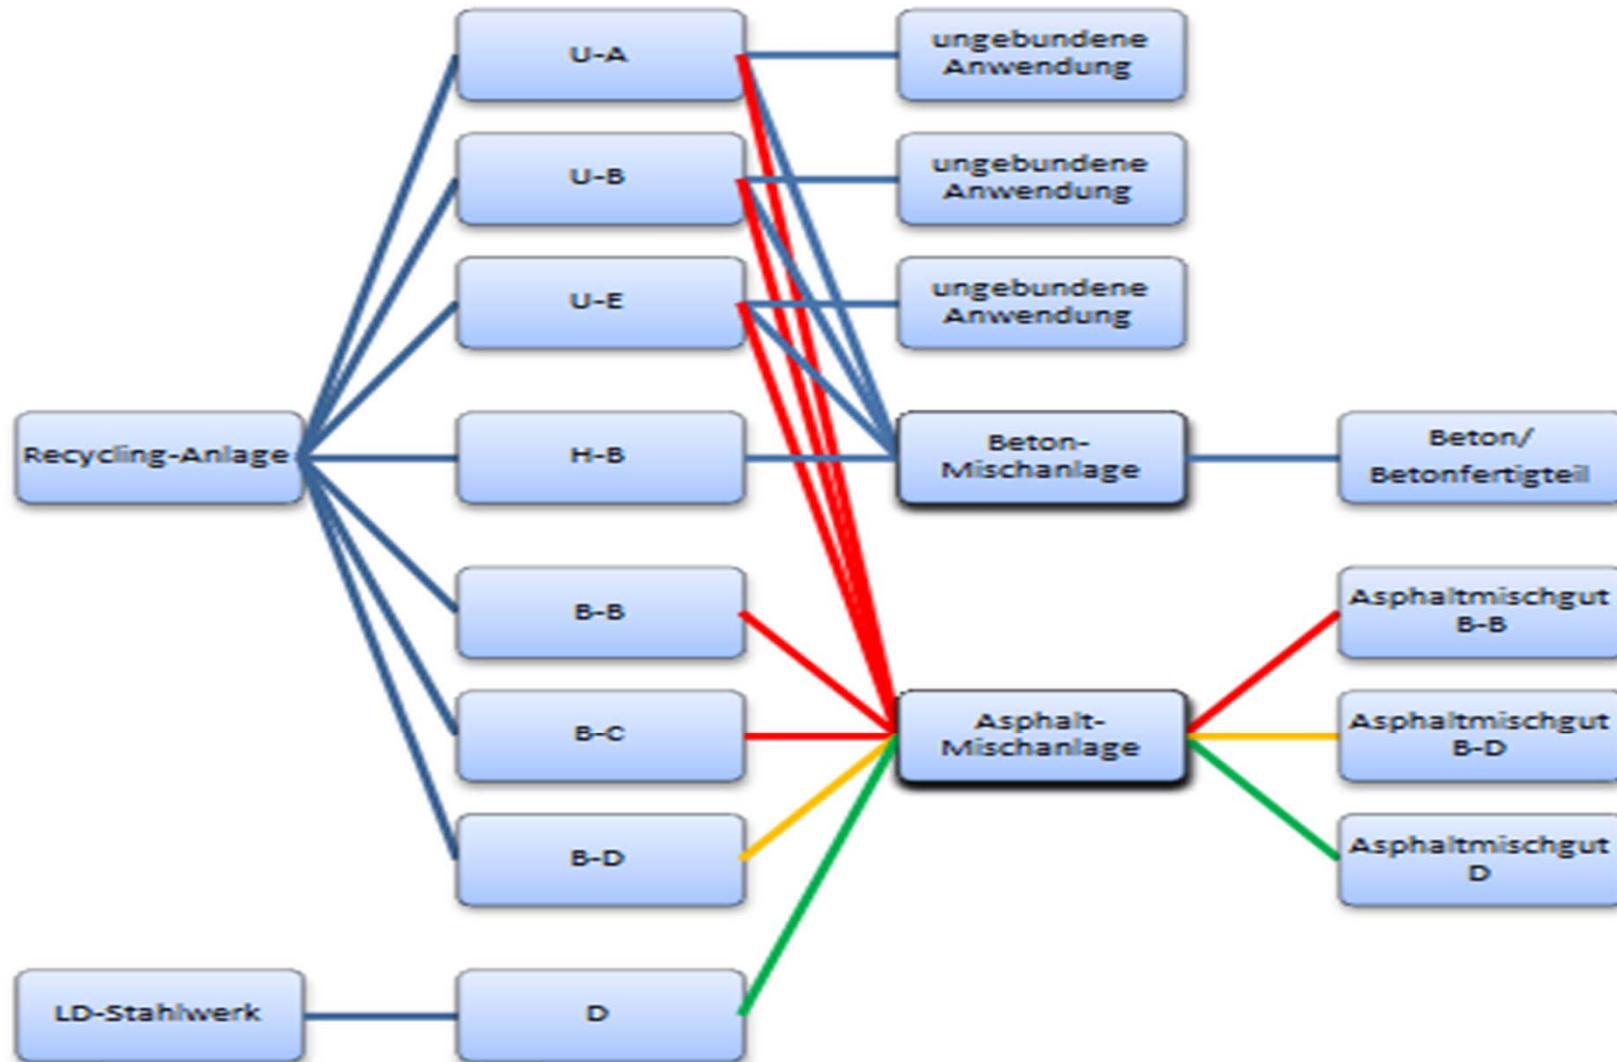 U-A
ungebundene
Anwendung
U-B
ungebundene
Anwendung
U-E
ungebundene
Anwendung
Recycling-Anlage
H-B
Beton-
Mischanlage
Beton/
Betonfertigteil
B-B
Asphaltmischgut
B-B
B-C
Asphalt-
Mischanlage
Asphaltmischgut
B-D
B-D
Asphaltmischgut
D
LD-Stahlwerk
D